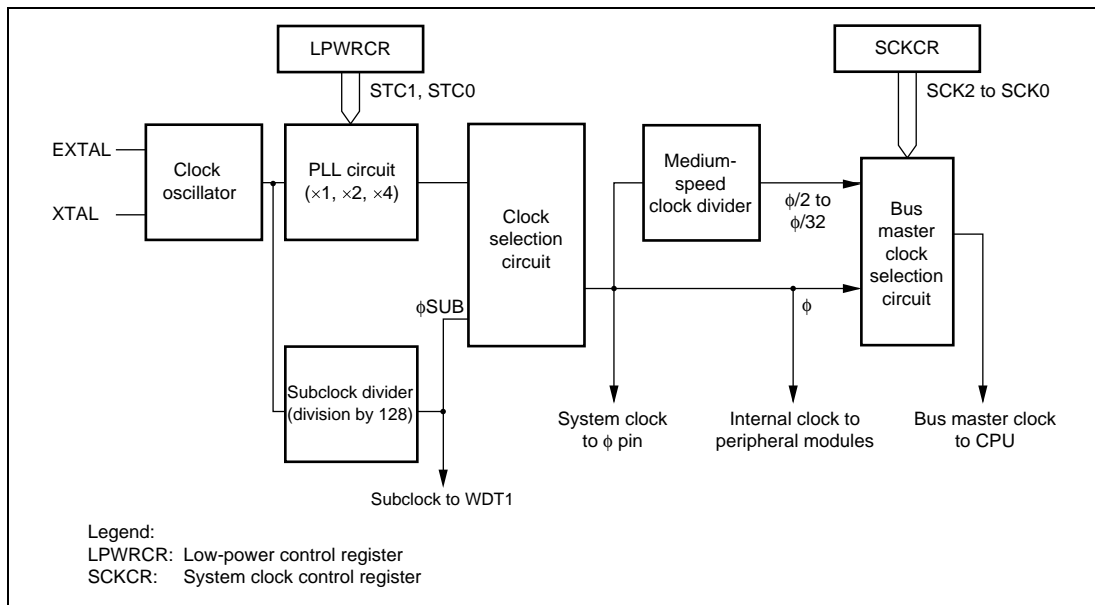 LPWRCR
SCKCR
STC1, STC0
SCK2 to SCK0
EXTAL
XTAL
Clock
oscillator
PLL circuit
(×1, ×2, ×4)
Clock
selection
circuit
Medium-
speed
clock divider
ϕ/2 to
ϕ/32
Bus
master
clock
selection
circuit
ϕSUB
ϕ
Subclock divider
(division by 128)
System clock
to ϕ pin
Internal clock to
peripheral modules
Bus master clock
to CPU
Subclock to WDT1
Legend:
LPWRCR: Low-power control register
SCKCR: System clock control register